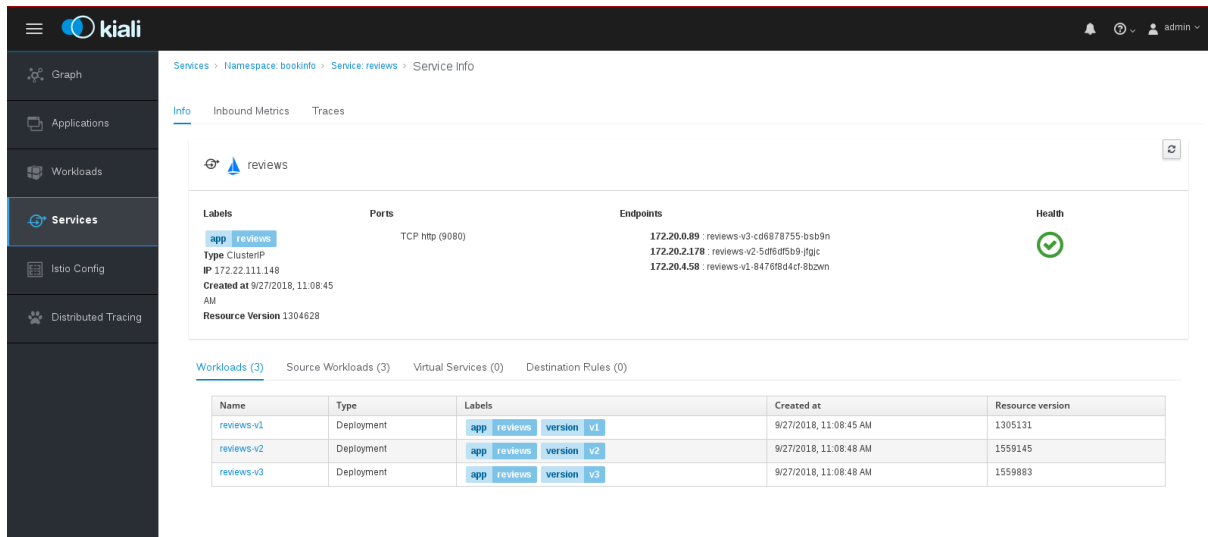 kiali
admin
Services > Namespace: bookinfo > Service: reviews > Service Info
Graph
Applications
Workloads
Services
Istio Config
Distributed Tracing
Info Inbound Metrics Traces
reviews
Labels Ports Endpoints Health
app reviews TCP http (9080) 172.20.0.89 : reviews-v3-cd6878755-bsb9n
Type ClusterIP 172.20.2.178 : reviews-v2-5df6df5b9-jfgjc
IP 172.22.111.148 172.20.4.58 : reviews-v1-8476f8d4cf-8bzwn
Created at 9/27/2018, 11:08:45
AM
Resource Version 1304628
Workloads (3) Source Workloads (3) Virtual Services (0) Destination Rules (0)
Name Type Labels Created at Resource version
reviews-v1 Deployment app reviews version v1 9/27/2018, 11:08:45 AM 1305131
reviews-v2 Deployment app reviews version v2 9/27/2018, 11:08:48 AM 1559145
reviews-v3 Deployment app reviews version v3 9/27/2018, 11:08:48 AM 1559883